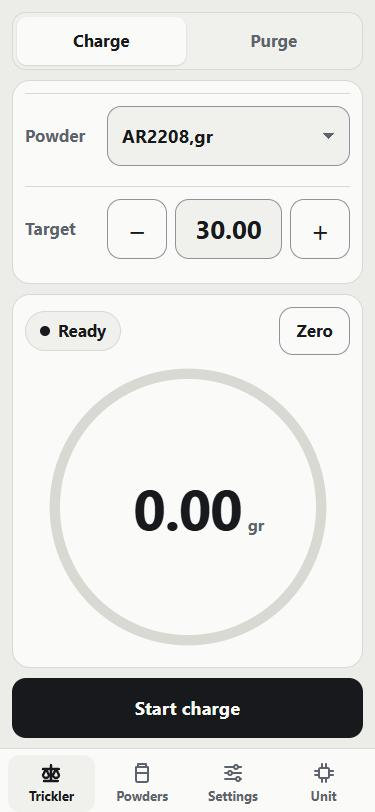 Charge Purge
Powder AR2208,gr
Target − 30.00 +
Ready Zero
0.00 gr
Start charge
Trickler Powders Settings Unit